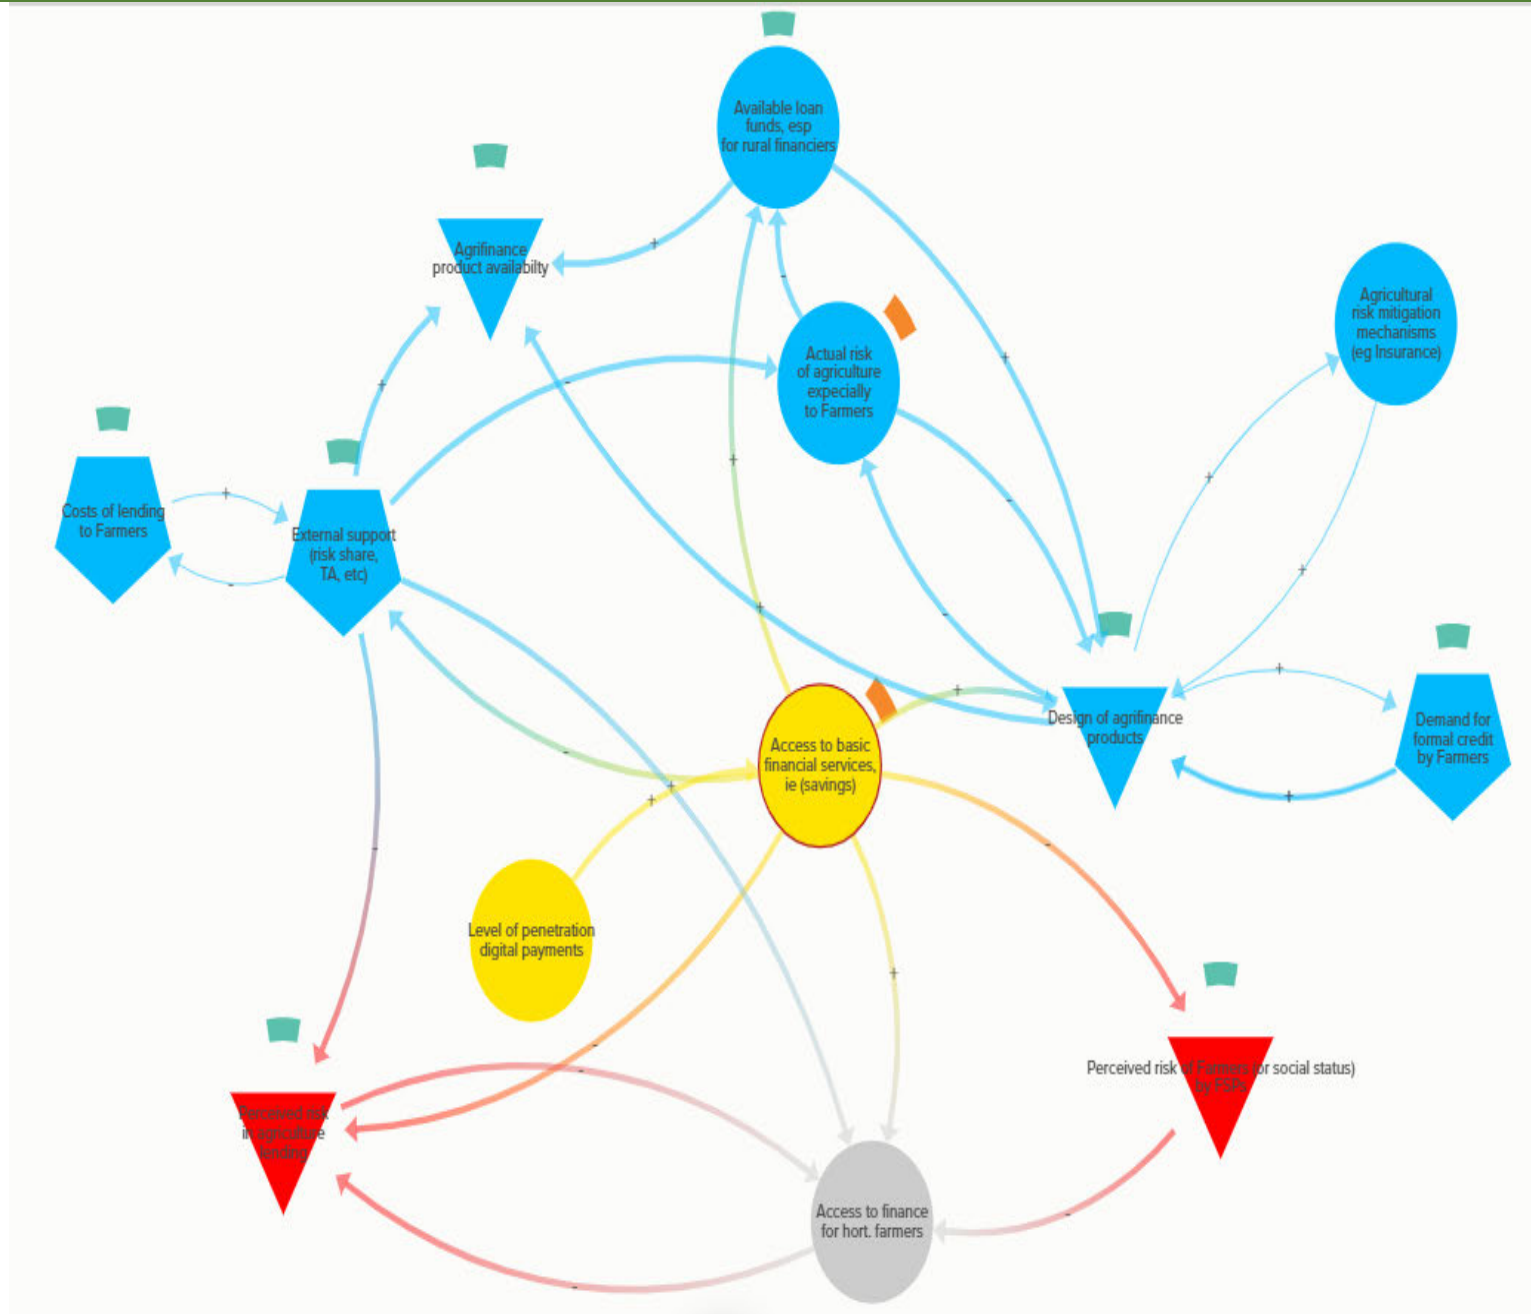 Available loan
funds, esp
for rural financiers
Agrifinance
product availabilty
+
Agricultural
risk mitigation
mechanisms
(eg Insurance)
-
Actual risk
of agriculture
expecially
to Farmers
+
+
-
+
+
Costs of lending
to Farmers
+
-
External support
(risk share,
TA, etc)
-
+
+
-
+
-
+
Design of agrifinance
products
Demand for
formal credit
by Farmers
+
Access to basic
financial services,
ie (savings)
-
+
+
-
-
Level of penetration
digital payments
+
Perceived risk of Farmers (or social status)
by FSPs
-
-
Perceived risk
in agriculture
lending
Access to finance
for hort. farmers
-
-